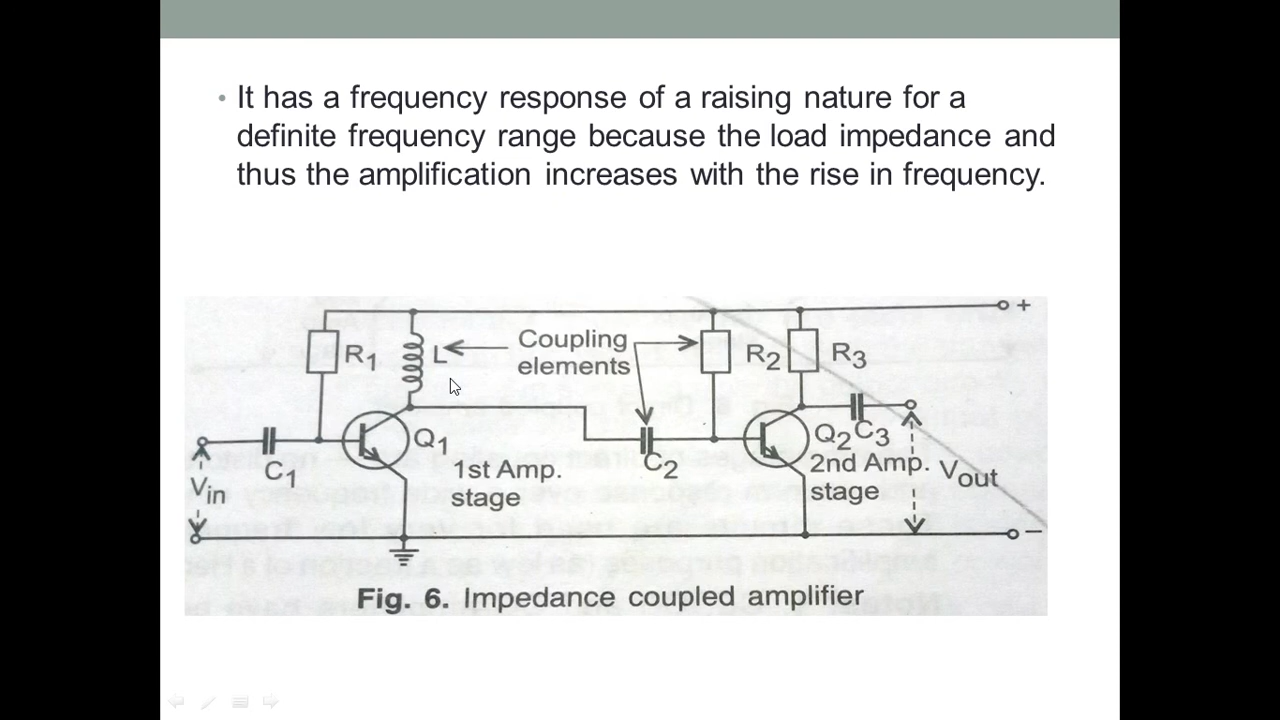 • It has a frequency response of a raising nature for a
definite frequency range because the load impedance and
thus the amplification increases with the rise in frequency.
+
R1
L
Coupling
elements
R2
R3
C1
Q1
C2
Q2
C3
1st Amp.
stage
2nd Amp.
stage
Vin
Vout
−
Fig. 6. Impedance coupled amplifier